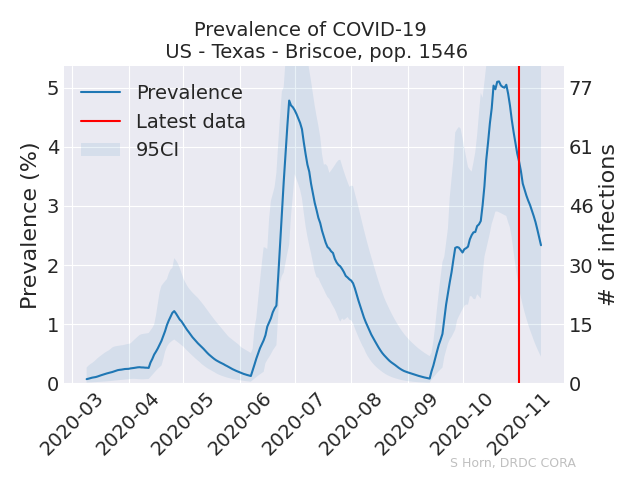 Prevalence of COVID-19
US - Texas - Briscoe, pop. 1546
Prevalence
Latest data
95CI
Prevalence (%)
5
4
3
2
1
0
77
61
46
30
15
0
# of infections
2020-03
2020-04
2020-05
2020-06
2020-07
2020-08
2020-09
2020-10
2020-11
S Horn, DRDC CORA